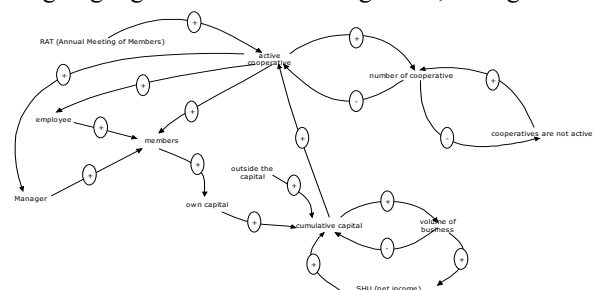 +
RAT (Annual Meeting of Members)
active
cooperative
+
+
number of cooperative
+
+
-
+
employee
+
+
members
+
-
cooperatives are not active
+
outside the
capital
+
+
Manager
own capital
+
+
cumulative capital
+
volume of
business
-
+
+
SHU (net income)